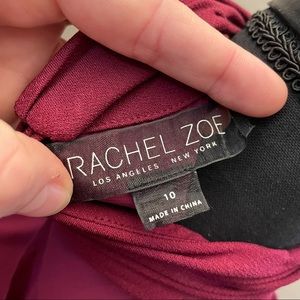 RACHEL ZOE
LOS ANGELES NEW YORK
10
MADE IN CHINA